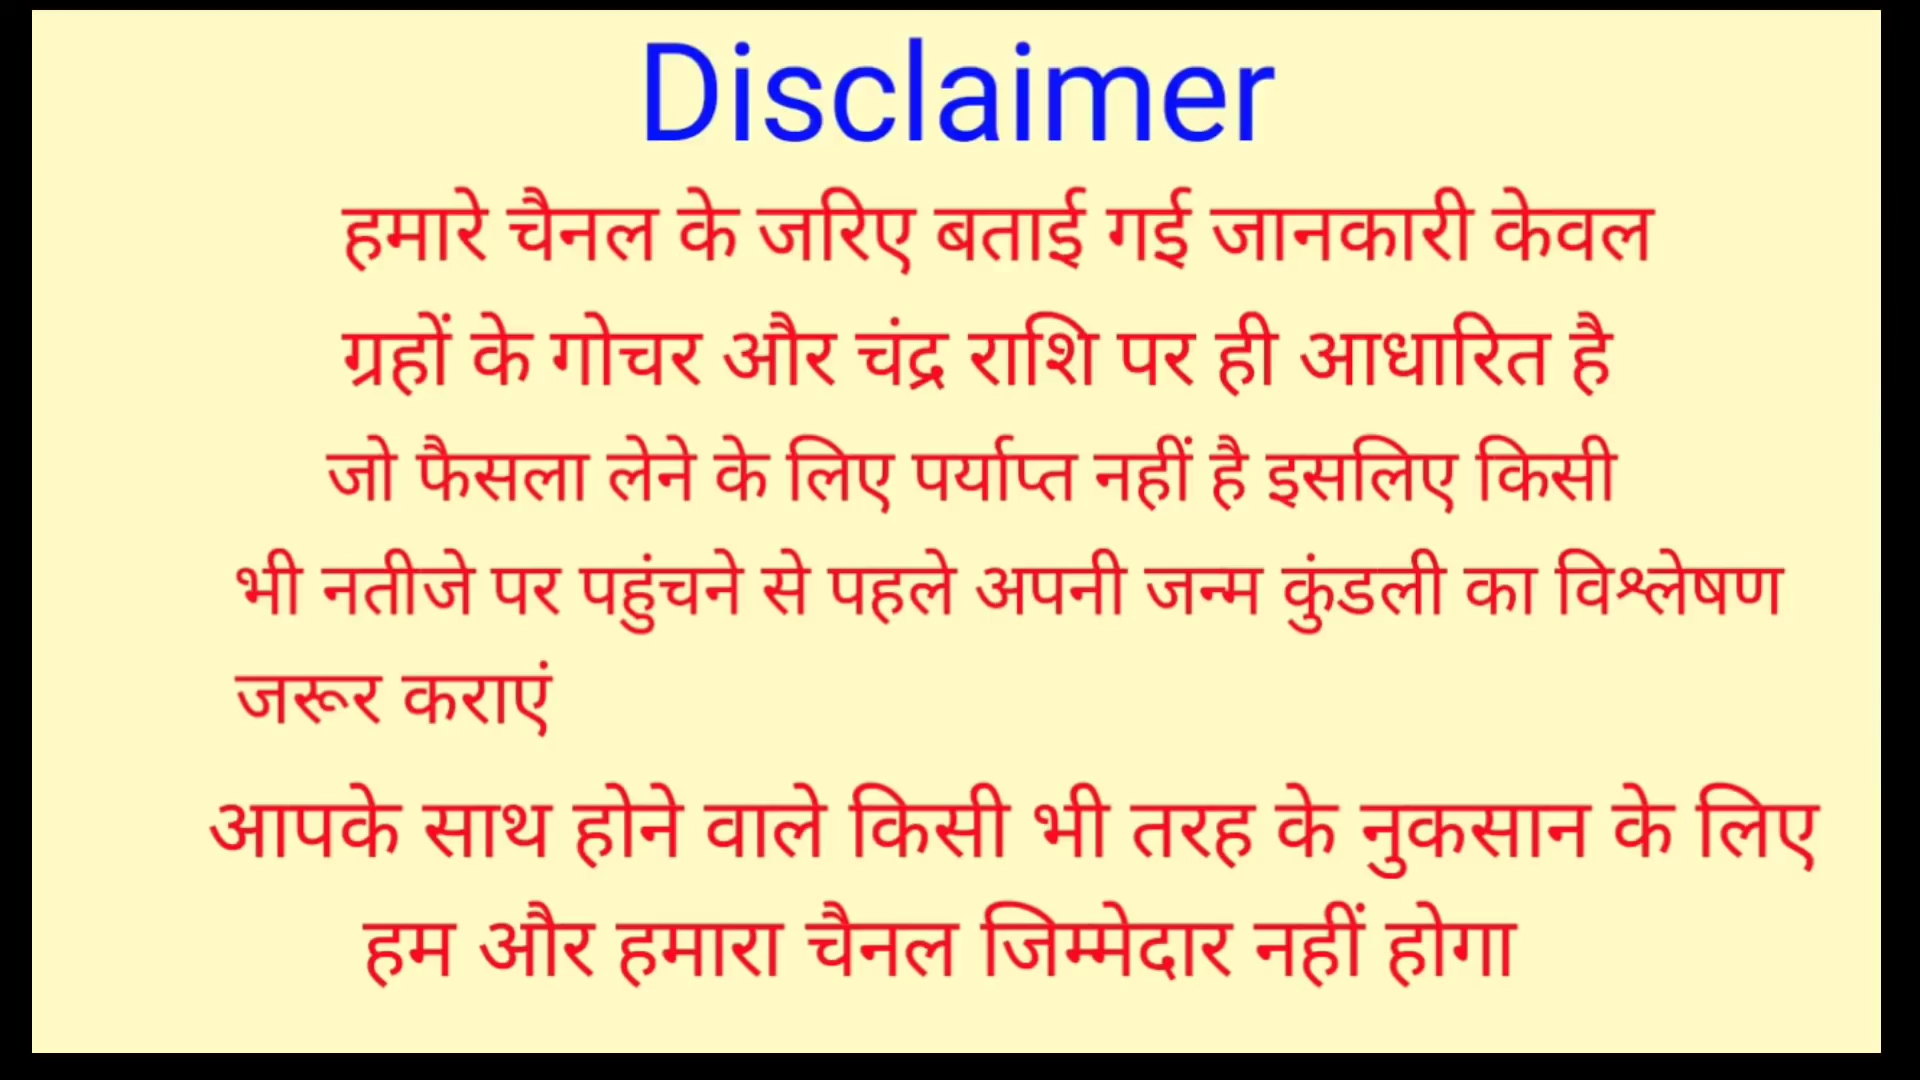 Disclaimer
हमारे चैनल के जरिए बताई गई जानकारी केवल
ग्रहों के गोचर और चंद्र राशि पर ही आधारित है
जो फैसला लेने के लिए पर्याप्त नहीं है इसलिए किसी
भी नतीजे पर पहुंचने से पहले अपनी जन्म कुंडली का विश्लेषण
जरूर कराएं
आपके साथ होने वाले किसी भी तरह के नुकसान के लिए
हम और हमारा चैनल जिम्मेदार नहीं होगा